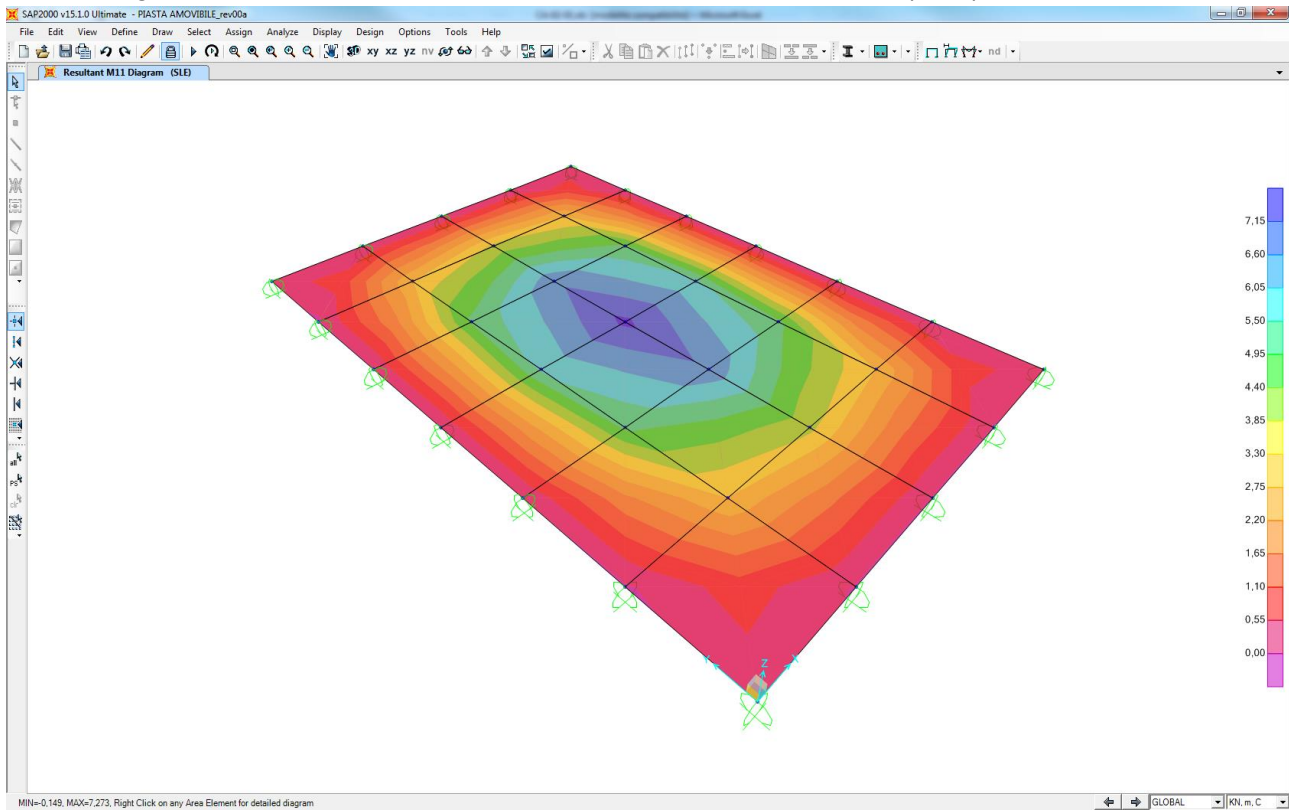 SAP2000 v15.1.0 Ultimate - PIASTA AMOVIBILE_rev00a
File Edit View Define Draw Select Assign Analyze Display Design Options Tools Help
xy xz yz nv nd
Resultant M11 Diagram (SLE)
7,15
6,60
6,05
5,50
4,95
4,40
3,85
3,30
2,75
2,20
1,65
1,10
0,55
0,00
all
PS
clr
Y Z X
MIN=-0,149, MAX=7,273, Right Click on any Area Element for detailed diagram
GLOBAL
KN, m, C